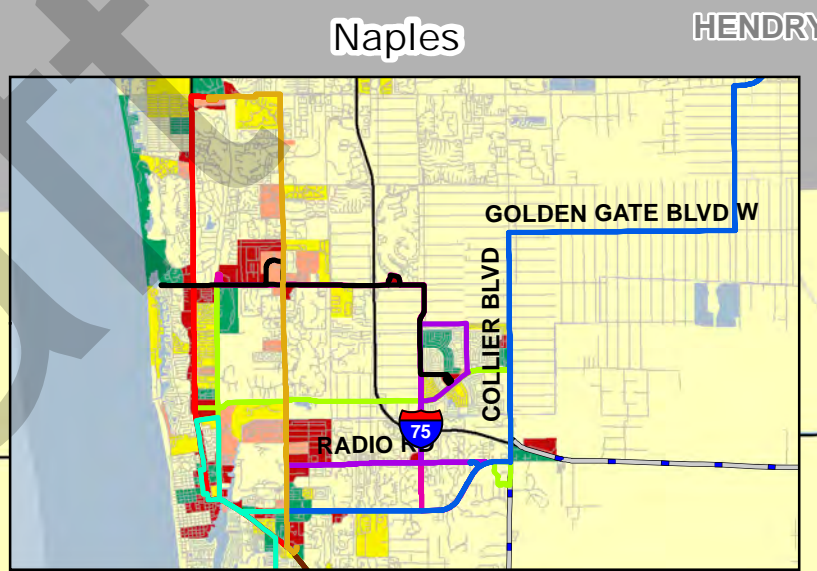 Naples
HENDRY
GOLDEN GATE BLVD W
COLLIER BLVD
75
RADIO RD